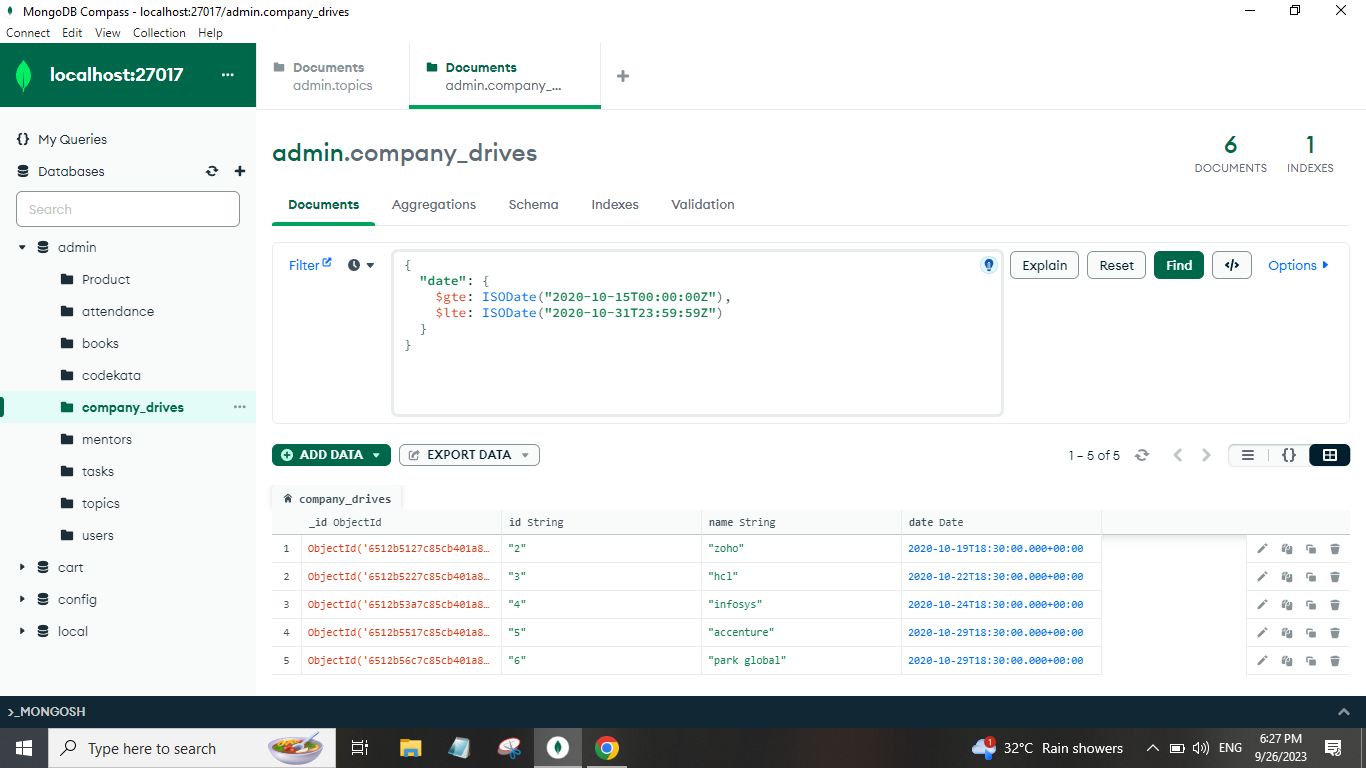 MongoDB Compass - localhost:27017/admin.company_drives
Connect Edit View Collection Help
localhost:27017 ...
Documents
admin.topics
Documents
admin.company_...
My Queries
Databases
Search
admin
Product
attendance
books
codekata
company_drives
mentors
tasks
topics
users
cart
config
local
admin.company_drives
6
DOCUMENTS
1
INDEXES
Documents Aggregations Schema Indexes Validation
Filter
{
"date": {
$gte: ISODate("2020-10-15T00:00:00Z"),
$lte: ISODate("2020-10-31T23:59:59Z")
}
}
Explain Reset Find </> Options
ADD DATA EXPORT DATA 1 – 5 of 5 {}
company_drives
_id ObjectId id String name String date Date
1 ObjectId('6512b5127c85cb401a8… "2" "zoho" 2020-10-19T18:30:00.000+00:00
2 ObjectId('6512b5227c85cb401a8… "3" "hcl" 2020-10-22T18:30:00.000+00:00
3 ObjectId('6512b53a7c85cb401a8… "4" "infosys" 2020-10-24T18:30:00.000+00:00
4 ObjectId('6512b5517c85cb401a8… "5" "accenture" 2020-10-29T18:30:00.000+00:00
5 ObjectId('6512b56c7c85cb401a8… "6" "park global" 2020-10-29T18:30:00.000+00:00
>_MONGOSH
Type here to search
1 32°C Rain showers ENG
6:27 PM
9/26/2023